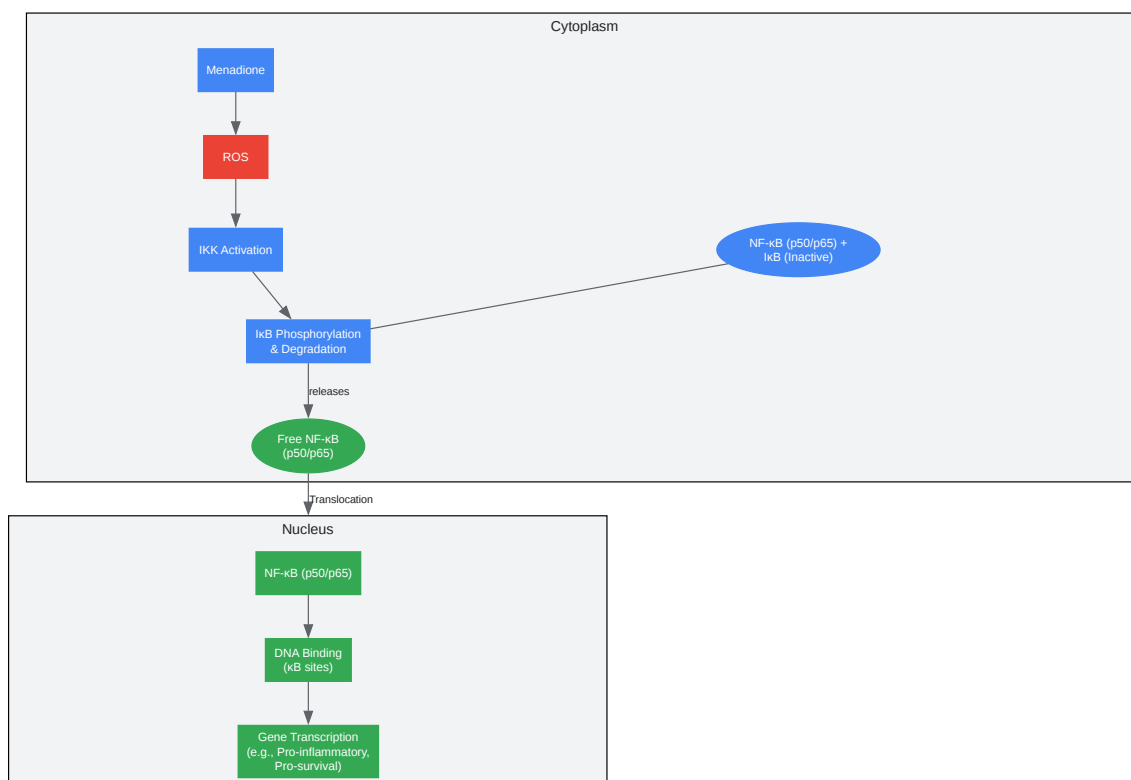 Cytoplasm
Menadione
ROS
IKK Activation
NF-κB (p50/p65) +
IκB (Inactive)
IκB Phosphorylation
& Degradation
releases
Free NF-κB
(p50/p65)
Translocation
Nucleus
NF-κB (p50/p65)
DNA Binding
(κB sites)
Gene Transcription
(e.g., Pro-inflammatory,
Pro-survival)